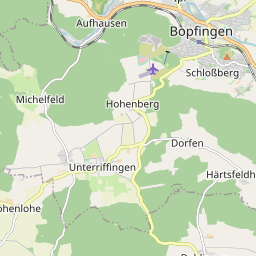 Aufhausen
Bopfingen
Schloßberg
Michelfeld
Hohenberg
Dorfen
Unterriffingen
Härtsfeldh
ohenlohe